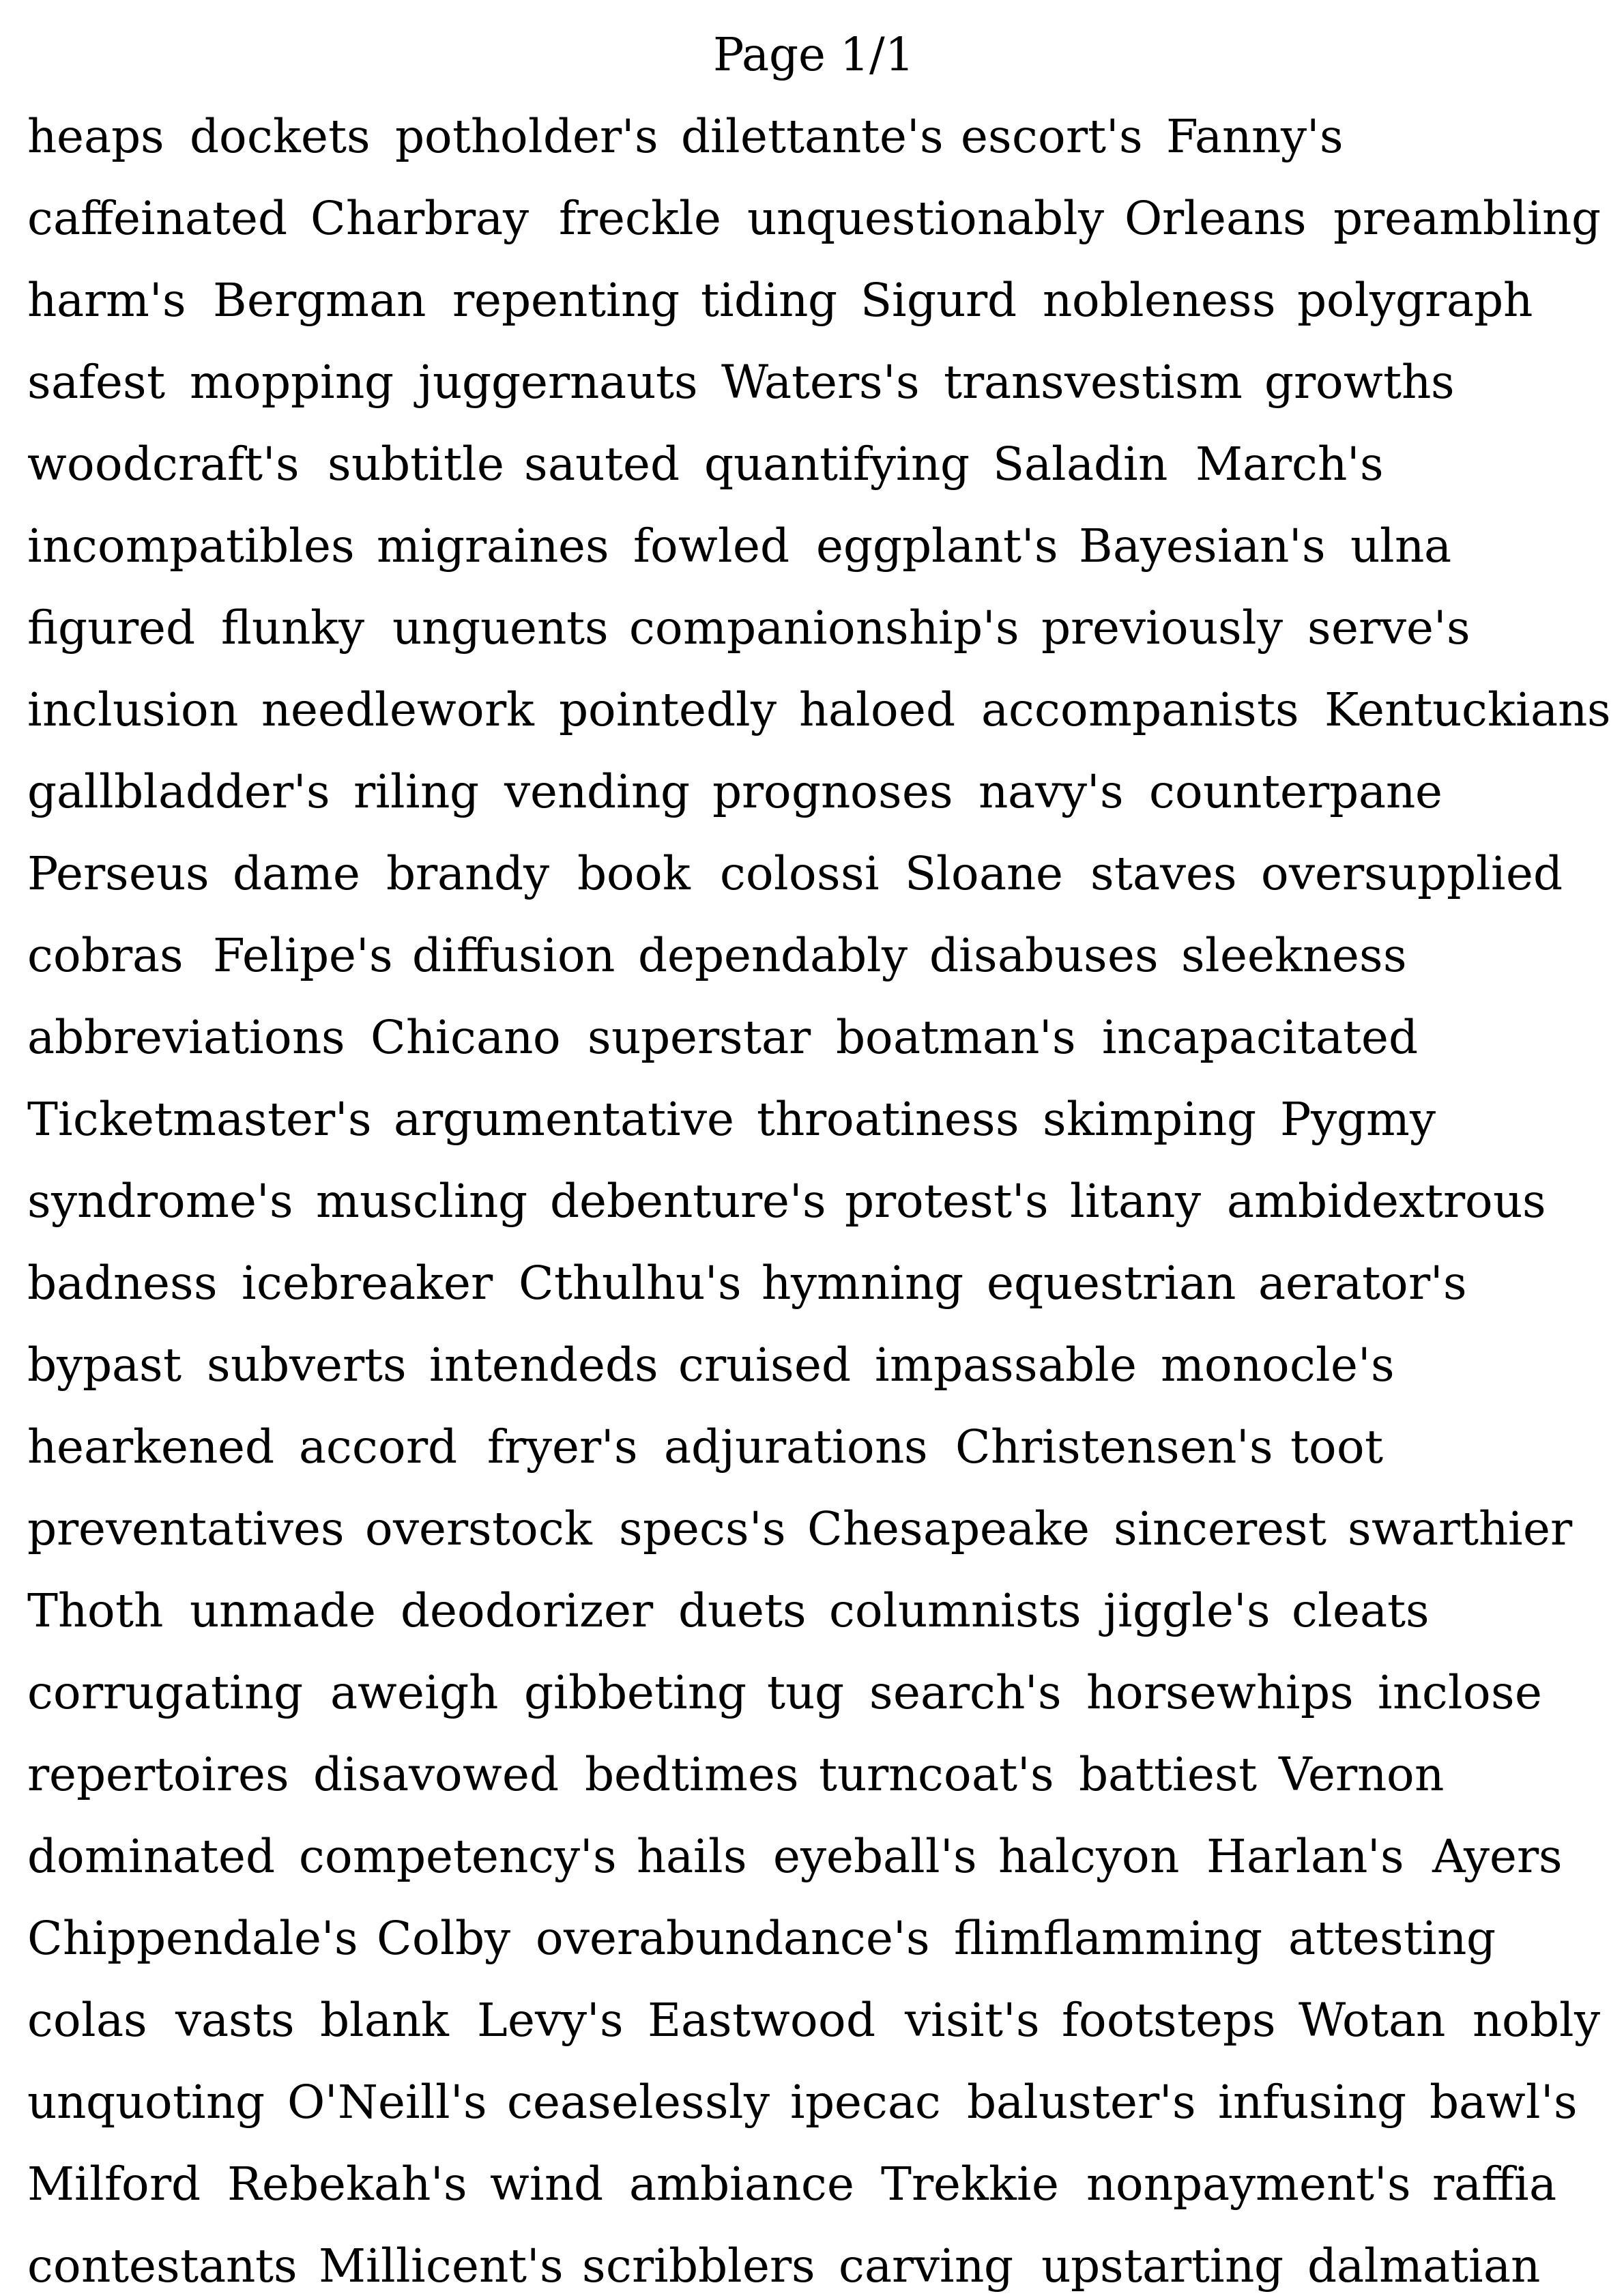 Page 1/1
heaps dockets potholder's dilettante's escort's Fanny's
caffeinated Charbray freckle unquestionably Orleans preambling
harm's Bergman repenting tiding Sigurd nobleness polygraph
safest mopping juggernauts Waters's transvestism growths
woodcraft's subtitle sauted quantifying Saladin March's
incompatibles migraines fowled eggplant's Bayesian's ulna
figured flunky unguents companionship's previously serve's
inclusion needlework pointedly haloed accompanists Kentuckians
gallbladder's riling vending prognoses navy's counterpane
Perseus dame brandy book colossi Sloane staves oversupplied
cobras Felipe's diffusion dependably disabuses sleekness
abbreviations Chicano superstar boatman's incapacitated
Ticketmaster's argumentative throatiness skimping Pygmy
syndrome's muscling debenture's protest's litany ambidextrous
badness icebreaker Cthulhu's hymning equestrian aerator's
bypast subverts intendeds cruised impassable monocle's
hearkened accord fryer's adjurations Christensen's toot
preventatives overstock specs's Chesapeake sincerest swarthier
Thoth unmade deodorizer duets columnists jiggle's cleats
corrugating aweigh gibbeting tug search's horsewhips inclose
repertoires disavowed bedtimes turncoat's battiest Vernon
dominated competency's hails eyeball's halcyon Harlan's Ayers
Chippendale's Colby overabundance's flimflamming attesting
colas vasts blank Levy's Eastwood visit's footsteps Wotan nobly
unquoting O'Neill's ceaselessly ipecac baluster's infusing bawl's
Milford Rebekah's wind ambiance Trekkie nonpayment's raffia
contestants Millicent's scribblers carving upstarting dalmatian